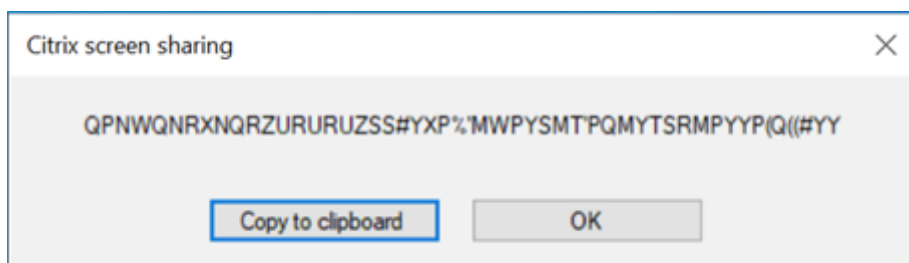 Citrix screen sharing
QPNWQNRXNQRZURURUZSS#YXP%'MWPYSMT'PQMYTSRMPYYP(Q((#YY
Copy to clipboard
OK